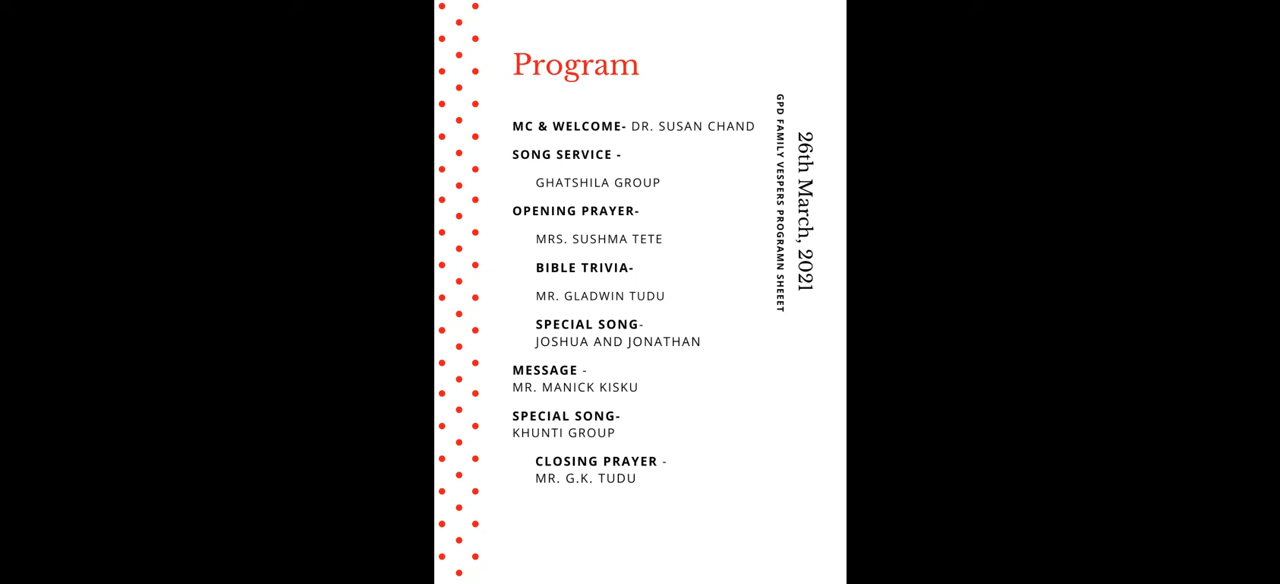 Program
MC & WELCOME- DR. SUSAN CHAND
SONG SERVICE -
GHATSHILA GROUP
OPENING PRAYER-
MRS. SUSHMA TETE
BIBLE TRIVIA-
MR. GLADWIN TUDU
SPECIAL SONG-
JOSHUA AND JONATHAN
MESSAGE -
MR. MANICK KISKU
SPECIAL SONG-
KHUNTI GROUP
CLOSING PRAYER -
MR. G.K. TUDU
26th March, 2021
GPD FAMILY VESPERS PROGRAMN SHEEET